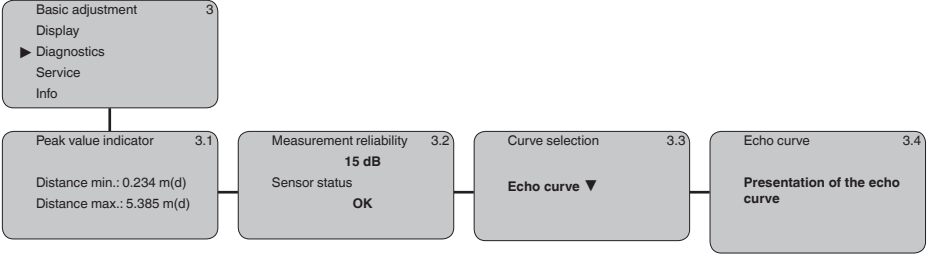 Basic adjustment 3
Display
▶ Diagnostics
Service
Info
Peak value indicator 3.1
Distance min.: 0.234 m(d)
Distance max.: 5.385 m(d)
Measurement reliability 3.2
15 dB
Sensor status
OK
Curve selection 3.3
Echo curve ▼
Echo curve 3.4
Presentation of the echo
curve